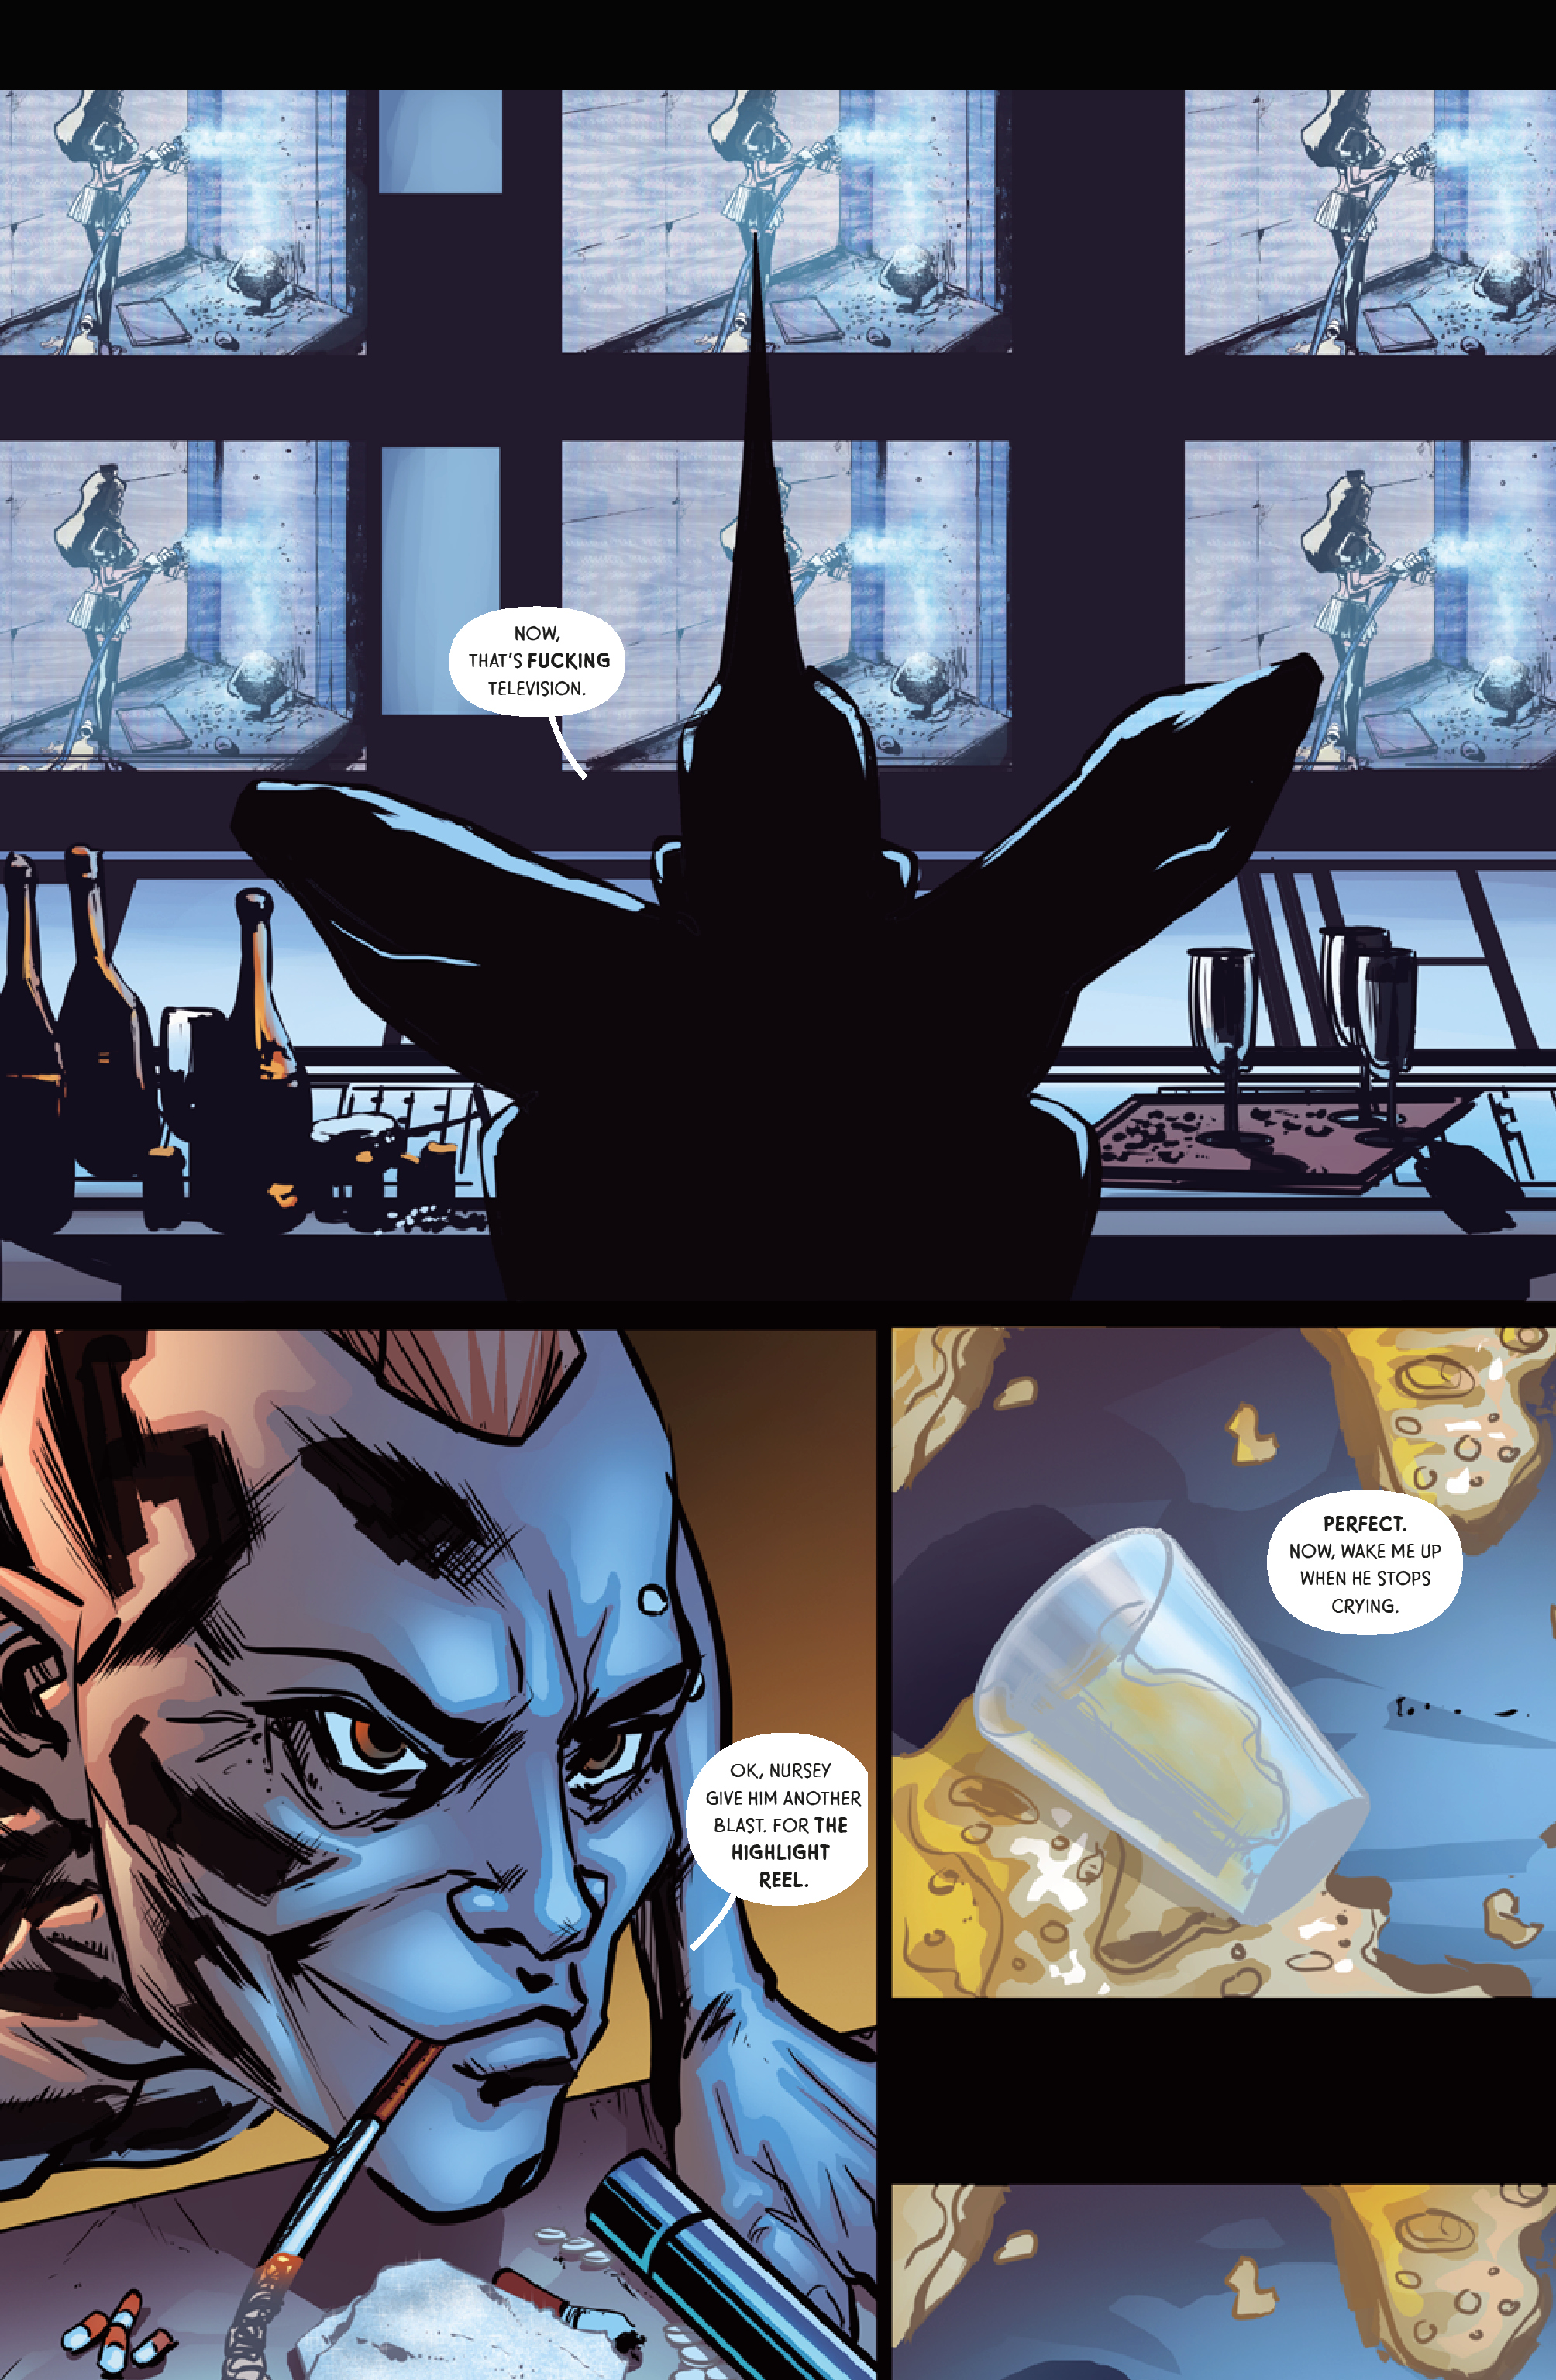 NOW,
THAT'S FUCKING
TELEVISION.
OK, NURSEY
GIVE HIM ANOTHER
BLAST. FOR THE
HIGHLIGHT
REEL.
PERFECT.
NOW, WAKE ME UP
WHEN HE STOPS
CRYING.